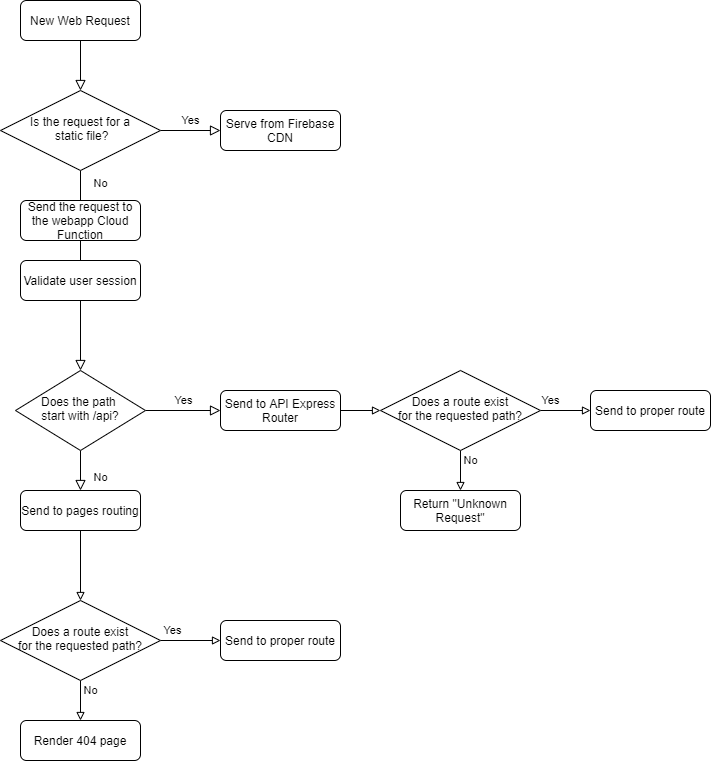 New Web Request
Is the request for a
static file?
Yes
Serve from Firebase
CDN
No
Send the request to
the webapp Cloud
Function
Validate user session
Does the path
start with /api?
Yes
Send to API Express
Router
Does a route exist
for the requested path?
Yes
Send to proper route
No
Return "Unknown
Request"
No
Send to pages routing
Does a route exist
for the requested path?
Yes
Send to proper route
No
Render 404 page